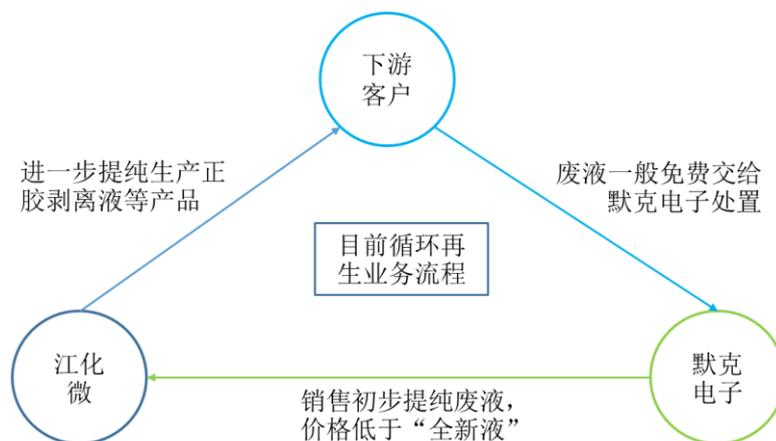 下游
客户
进一步提纯生产正
胶剥离液等产品
废液一般免费交给
默克电子处置
目前循环再
生业务流程
江化
微
默克
电子
销售初步提纯废液，
价格低于“全新液”